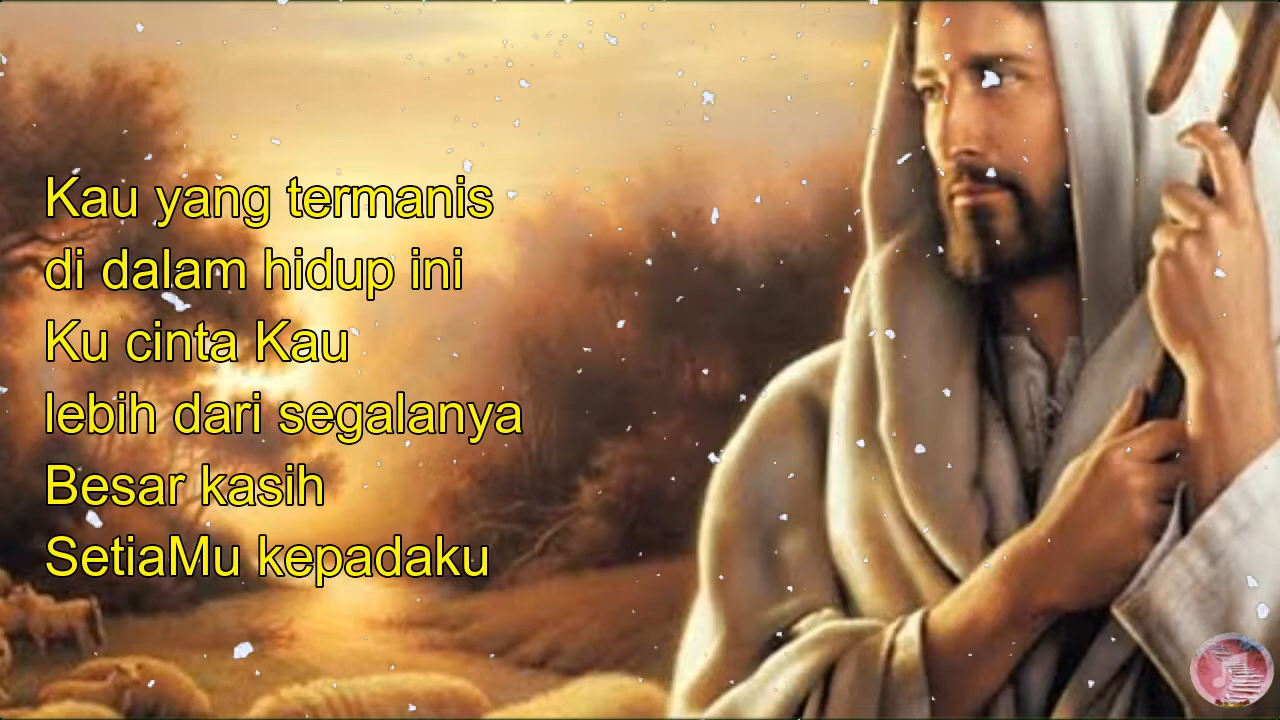 Kau yang termanis
di dalam hidup ini
Ku cinta Kau
lebih dari segalanya
Besar kasih
SetiaMu kepadaku